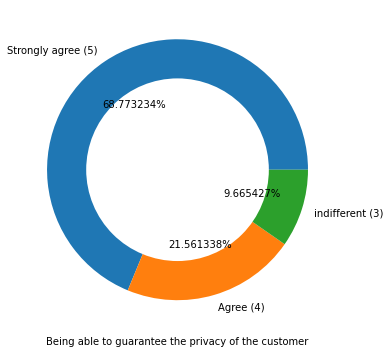 Strongly agree (5)
68.773234%
9.665427%
indifferent (3)
21.561338%
Agree (4)
Being able to guarantee the privacy of the customer